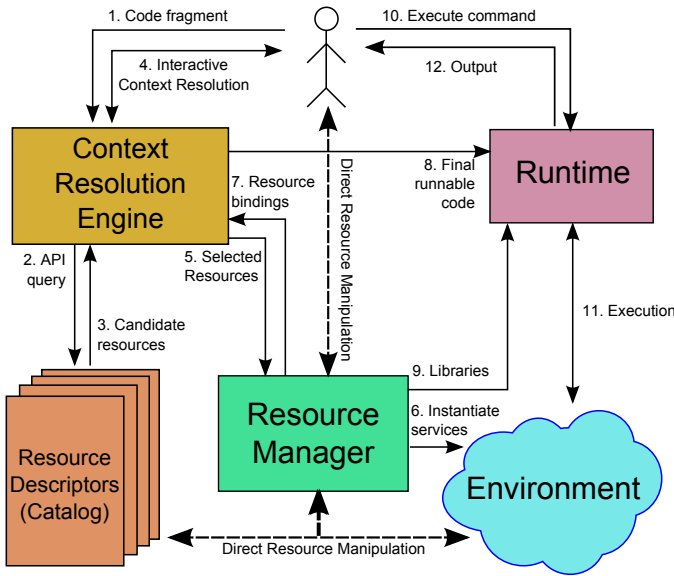 1. Code fragment
10. Execute command
4. Interactive
Context Resolution
12. Output
Context
Resolution
Engine
Direct Resource Manipulation
8. Final
runnable
code
Runtime
7. Resource
bindings
2. API
query
5. Selected
Resources
3. Candidate
resources
11. Execution
9. Libraries
6. Instantiate
services
Resource
Manager
Resource
Descriptors
(Catalog)
Environment
Direct Resource Manipulation